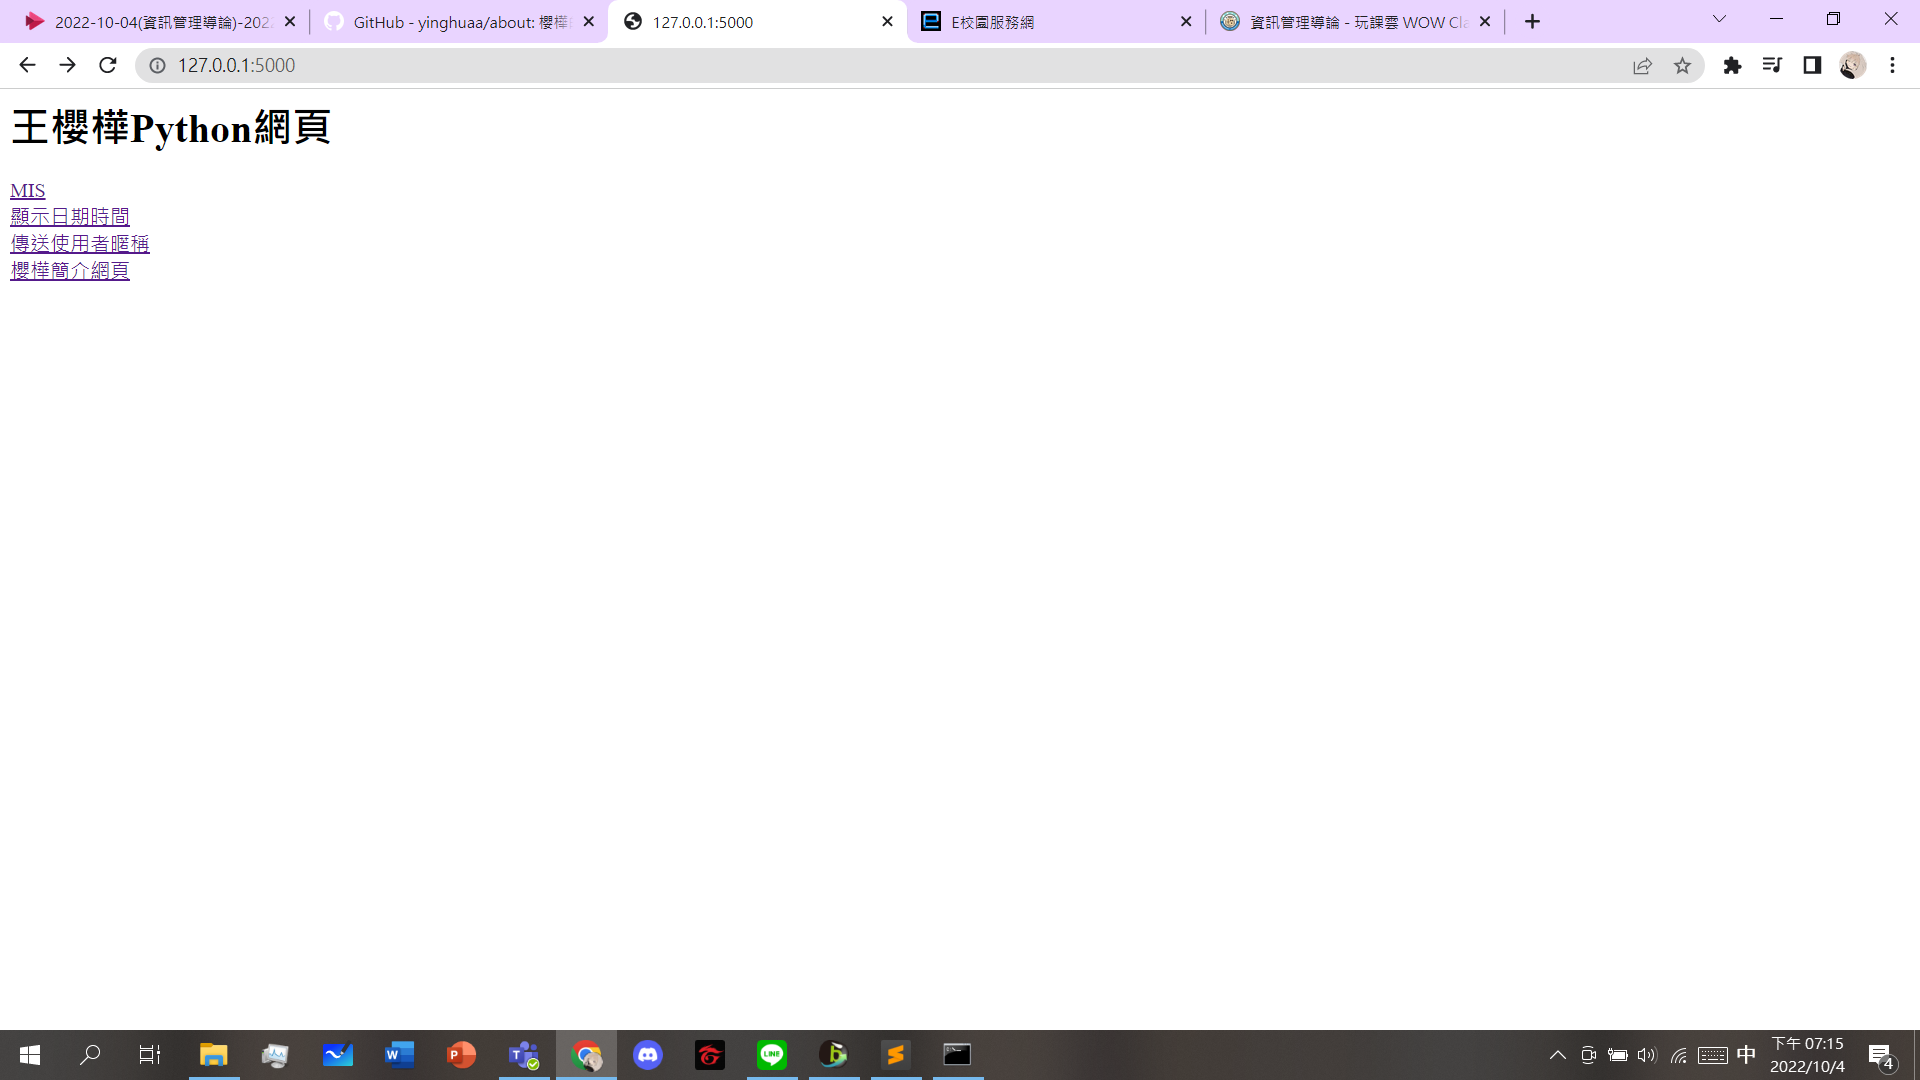 2022-10-04(資訊管理導論)-2022
GitHub - yinghuaa/about: 櫻樺
127.0.0.1:5000
E校園服務網
資訊管理導論 - 玩課雲 WOW Cla
127.0.0.1:5000
王櫻樺Python網頁
MIS
顯示日期時間
傳送使用者暱稱
櫻樺簡介網頁
中
下午 07:15
2022/10/4
4